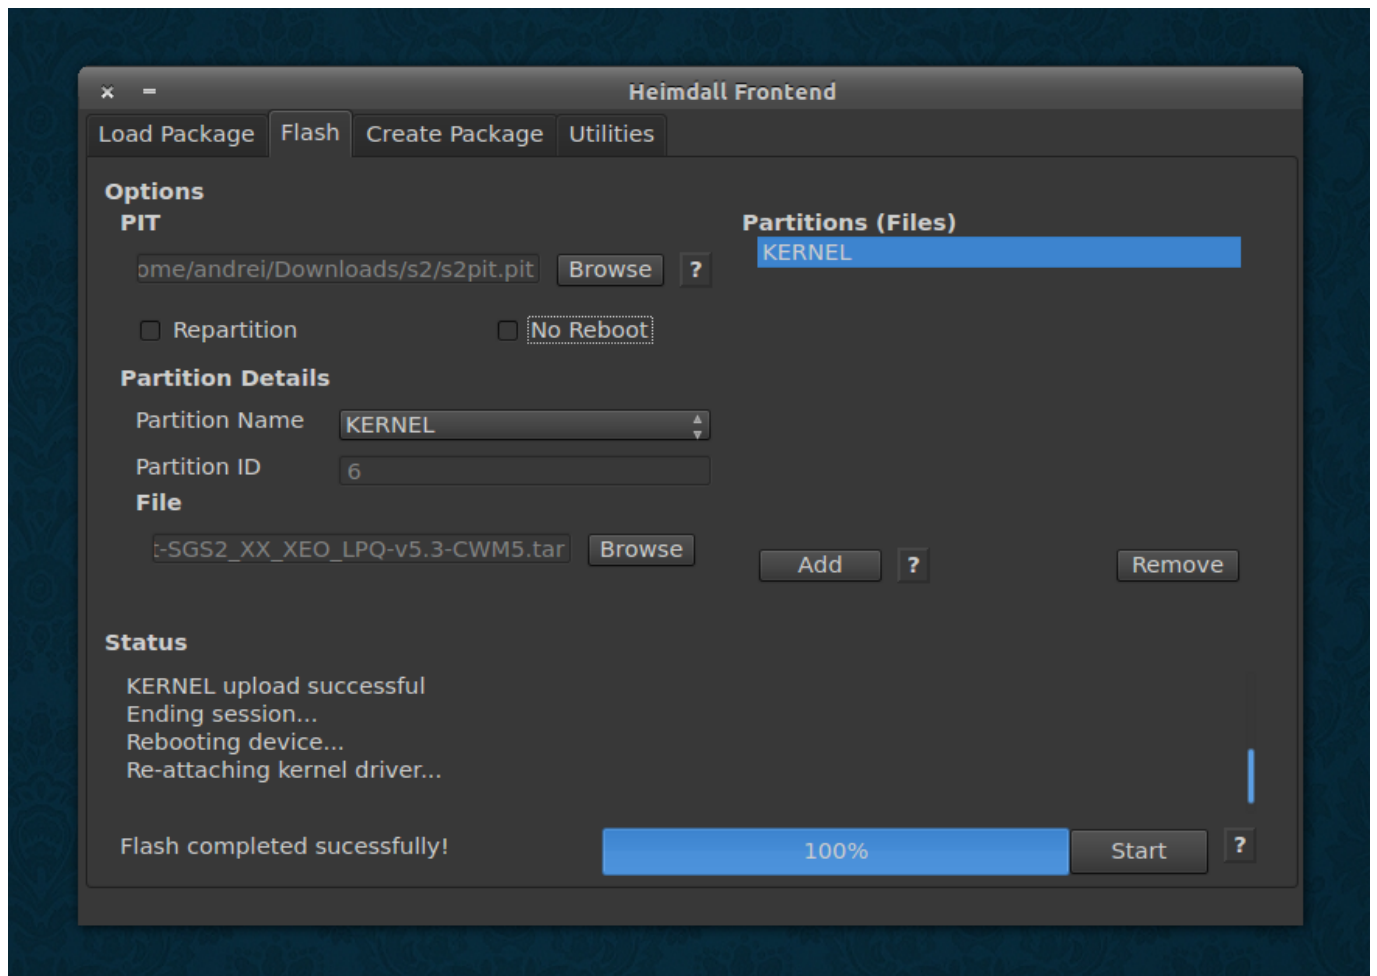 Heimdall Frontend
Load Package Flash Create Package Utilities
Options
PIT
ome/andrei/Downloads/s2/s2pit.pit Browse ?
Repartition No Reboot
Partition Details
Partition Name KERNEL
Partition ID 6
File
t-SGS2_XX_XEO_LPQ-v5.3-CWM5.tar Browse
Partitions (Files)
KERNEL
Add ? Remove
Status
KERNEL upload successful
Ending session...
Rebooting device...
Re-attaching kernel driver...
Flash completed sucessfully! 100% Start ?